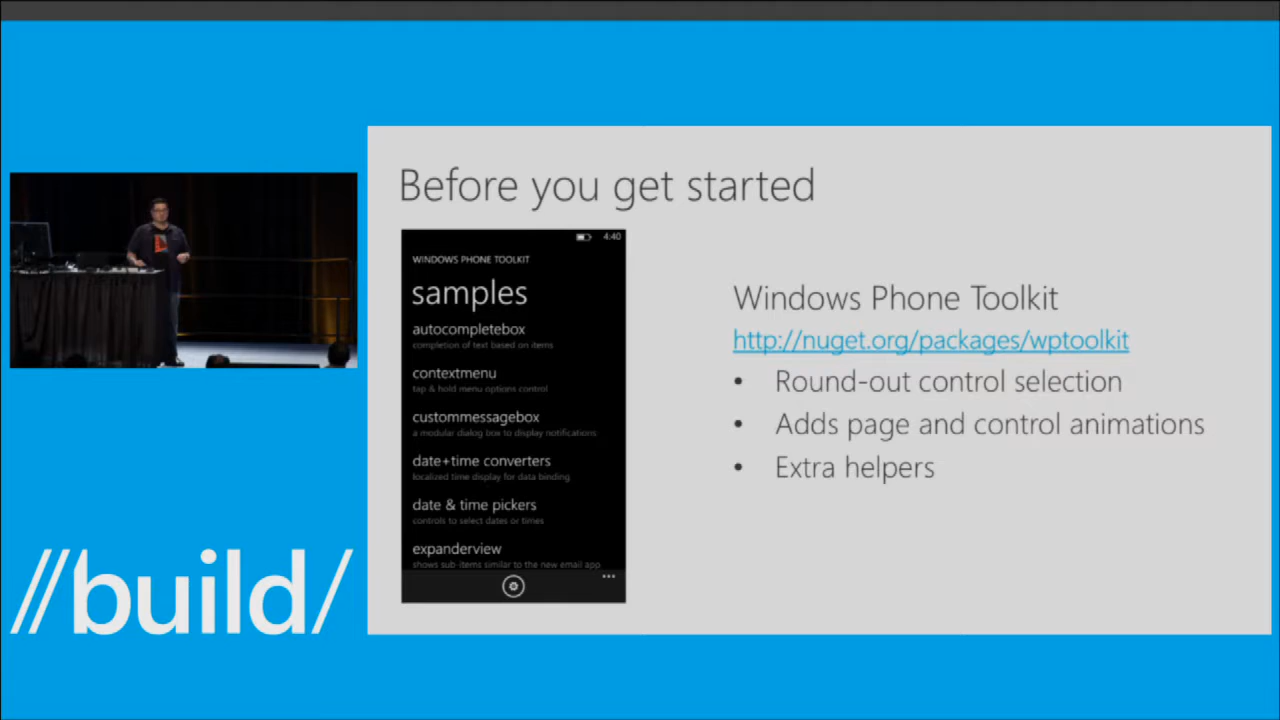 Before you get started
4:40
WINDOWS PHONE TOOLKIT
samples
autocompletebox
completion of text based on items
contextmenu
tap & hold menu options control
custommessagebox
a modular dialog box to display notifications
date+time converters
localized time display for data binding
date & time pickers
controls to select dates or times
expanderview
shows sub-items similar to the new email app
Windows Phone Toolkit
http://nuget.org/packages/wptoolkit
• Round-out control selection
• Adds page and control animations
• Extra helpers
//build/